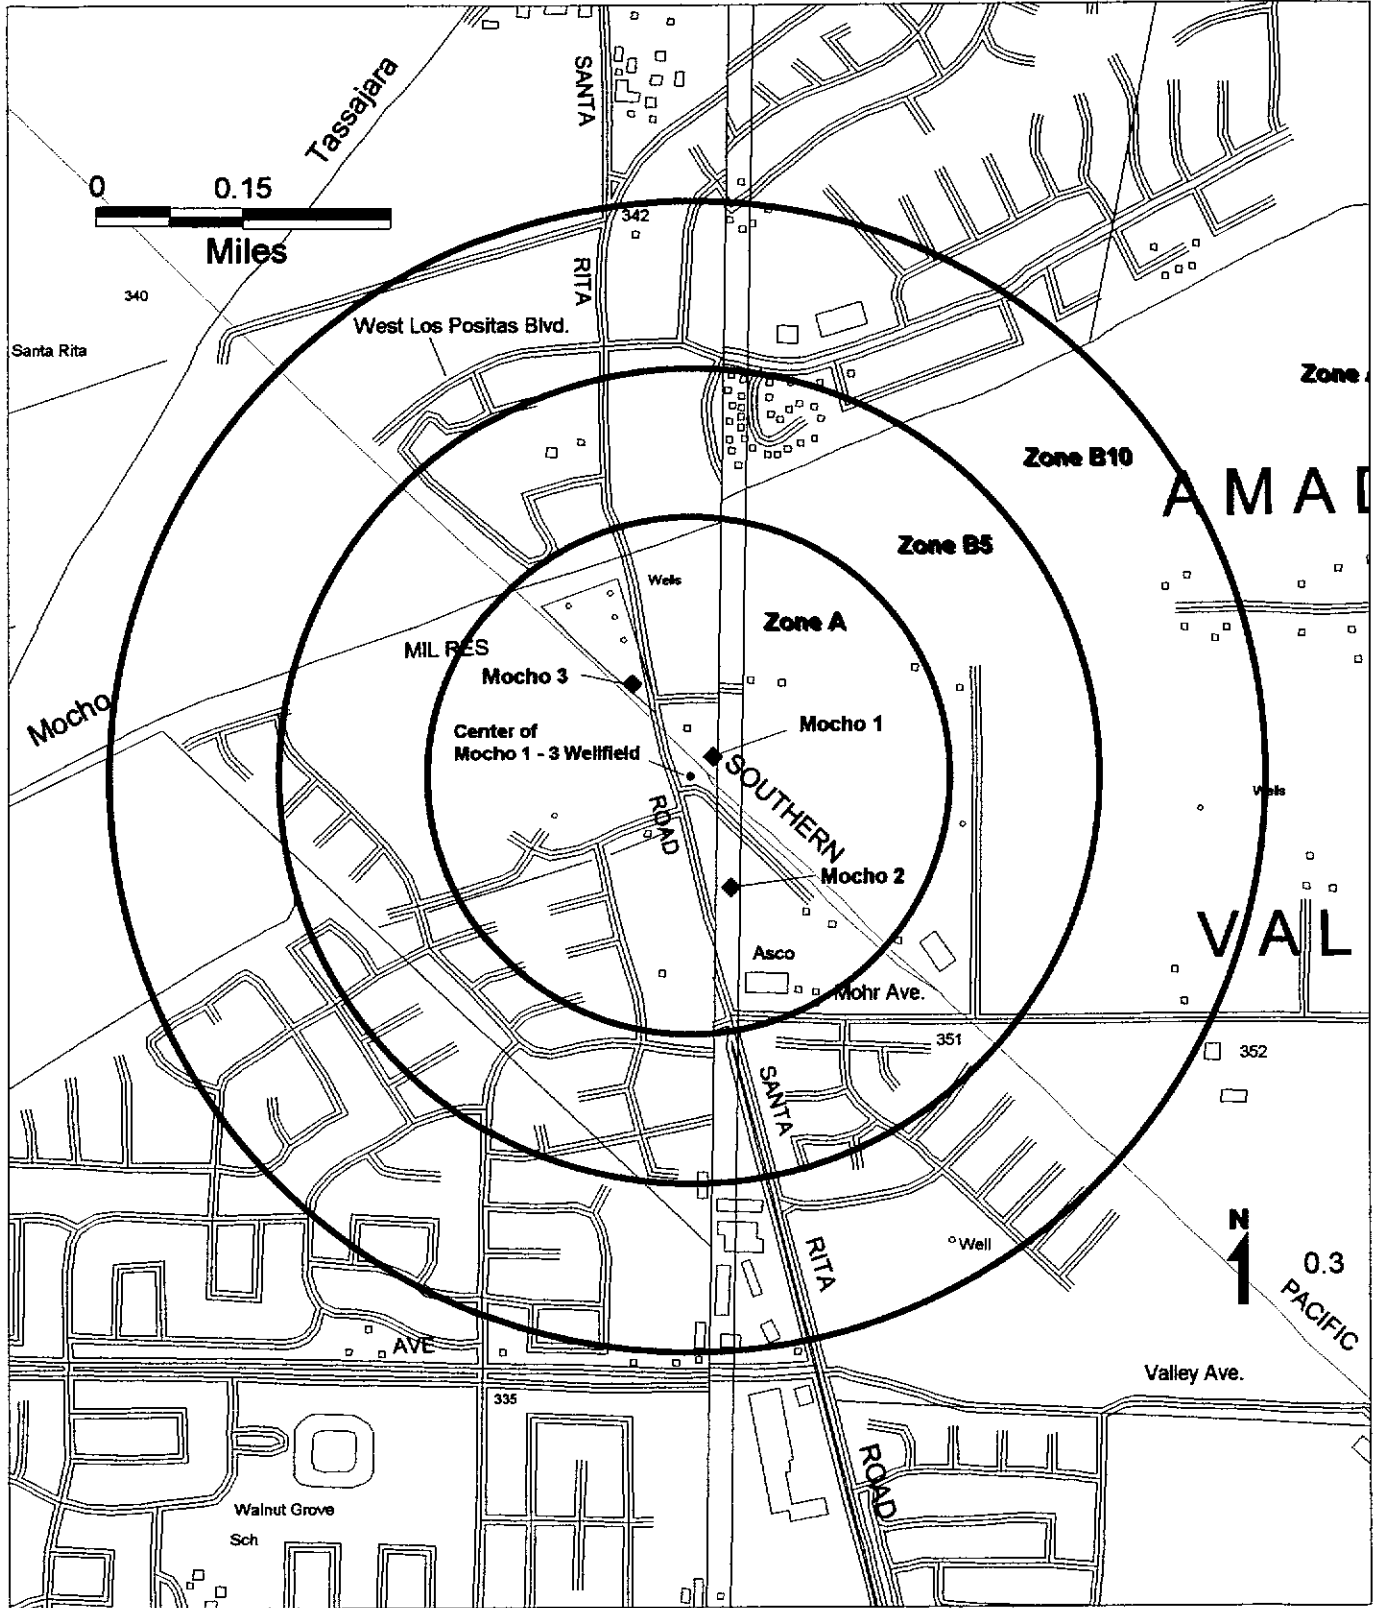 Tassajara
SANTA
0 0.15
Miles
342
RITA
340
West Los Positas Blvd.
Santa Rita
Zone
Zone B10
AMAD
Zone B5
Wells
Zone A
MIL RES
Mocho 3
Mocho
Mocho 1
Center of
Mocho 1 - 3 Wellfield
SOUTHERN
Wells
ROAD
Mocho 2
VAL
Asco
Mohr Ave.
351
352
SANTA
N
Well
RITA
0.3
PACIFIC
AVE
Valley Ave.
335
ROAD
Walnut Grove
Sch